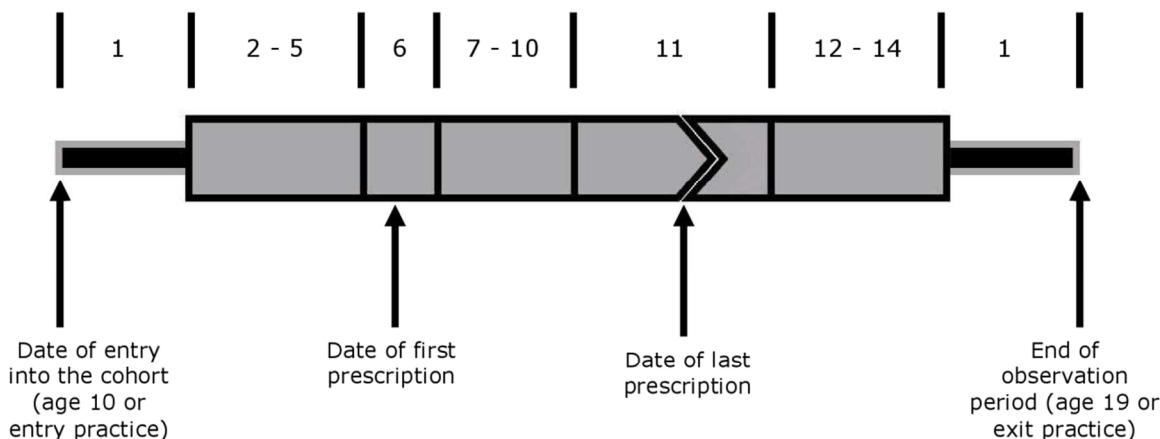 1
2 - 5
6
7 - 10
11
12 - 14
1
Date of entry
into the cohort
(age 10 or
entry practice)
Date of first
prescription
Date of last
prescription
End of
observation
period (age 19 or
exit practice)